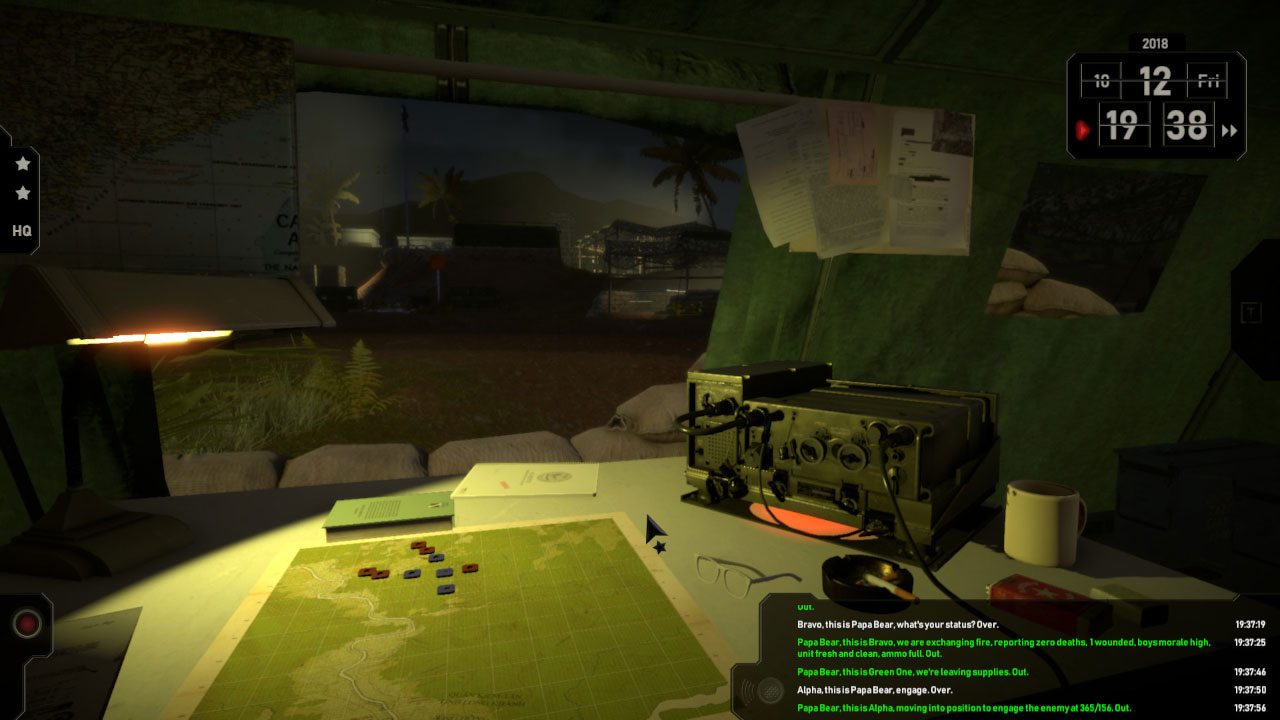 2018
10 12 Fri
19 38
HQ
CA
A
THE NA
T
Out.
Bravo, this is Papa Bear, what's your status? Over. 19:37:19
Papa Bear, this is Bravo, we are exchanging fire, reporting zero deaths, 1 wounded, boys morale high, 19:37:25
unit fresh and clean, ammo full. Out.
Papa Bear, this is Green One, we're leaving supplies. Out. 19:37:46
Alpha, this is Papa Bear, engage. Over. 19:37:50
Papa Bear, this is Alpha, moving into position to engage the enemy at 365/156. Out. 19:37:56